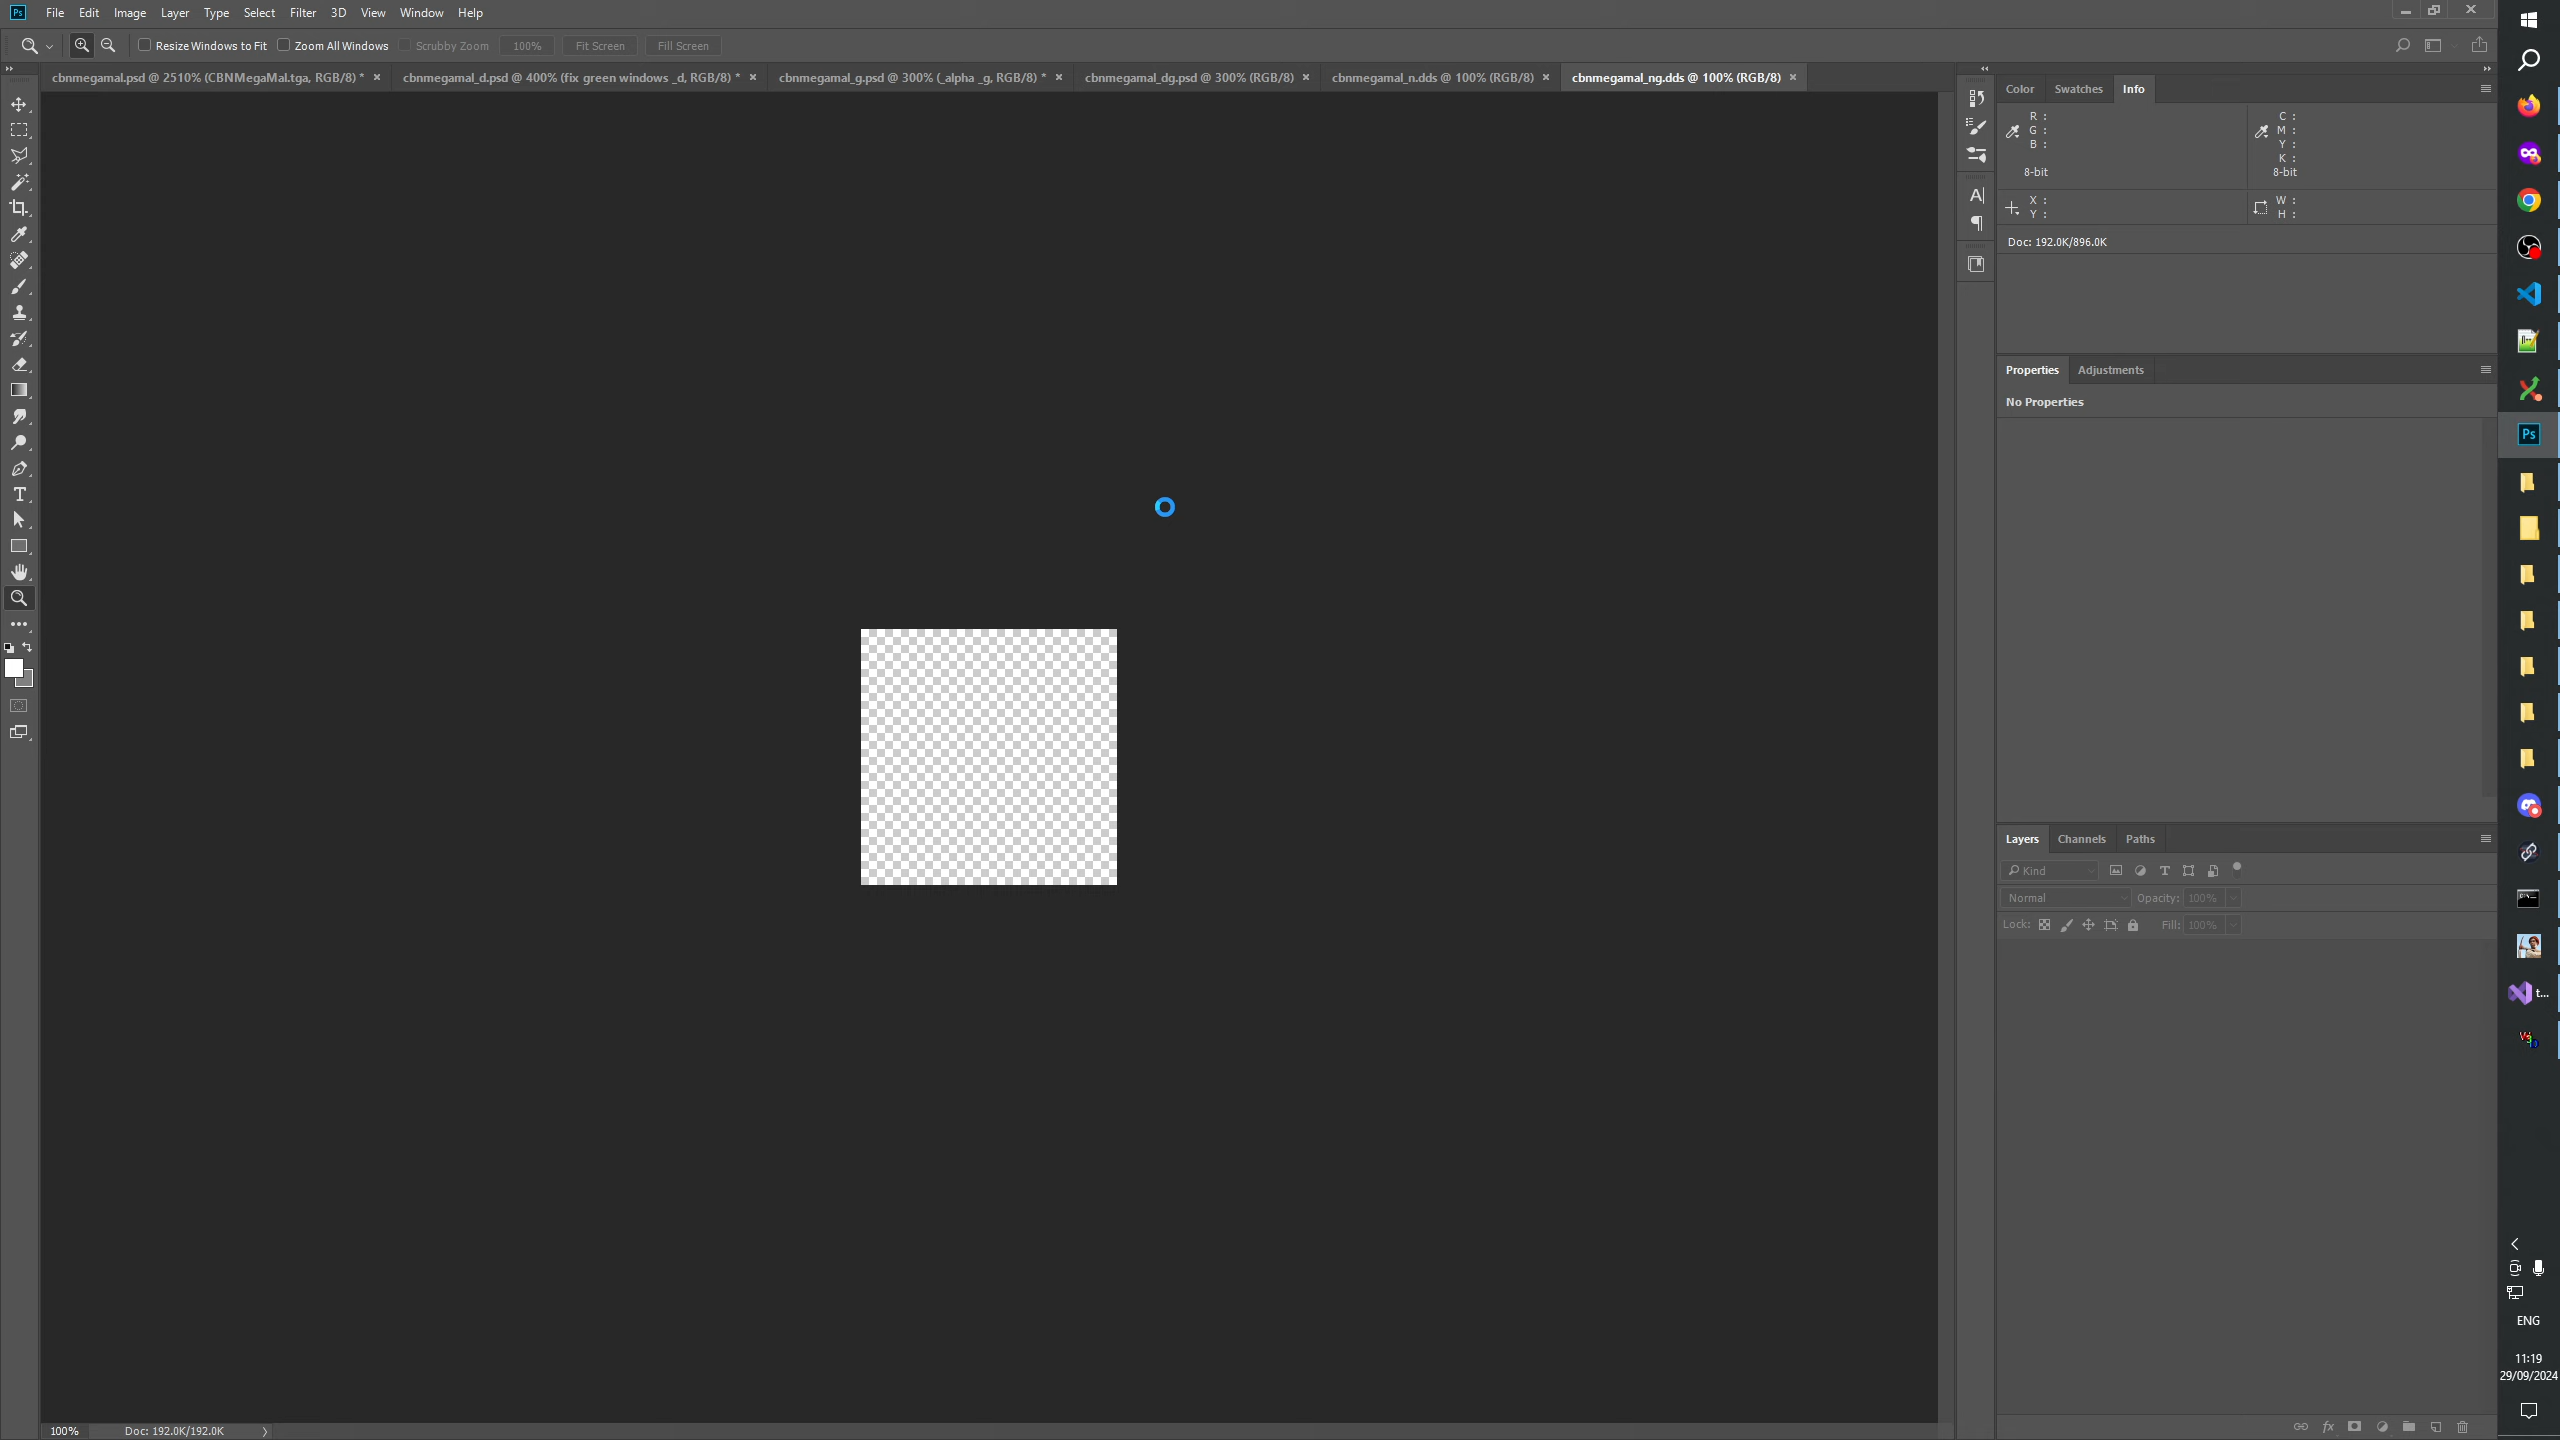 Ps File Edit Image Layer Type Select Filter 3D View Window Help
Resize Windows to Fit Zoom All Windows Scrubby Zoom 100% Fit Screen Fill Screen
cbnmegamal.psd @ 2510% (CBNMegaMal.tga, RGB/8) * cbnmegamal_d.psd @ 400% (fix green windows _d, RGB/8) * cbnmegamal_g.psd @ 300% (_alpha _g, RGB/8) * cbnmegamal_dg.psd @ 300% (RGB/8) cbnmegamal_n.dds @ 100% (RGB/8) cbnmegamal_ng.dds @ 100% (RGB/8)
Color Swatches Info
R : C :
G : M :
B : Y :
K :
8-bit 8-bit
X : W :
Y : H :
Doc: 192.0K/896.0K
Properties Adjustments
No Properties
Ps
Layers Channels Paths
Kind
Normal Opacity: 100%
Lock: Fill: 100%
t...
ENG
11:19
29/09/2024
100% Doc: 192.0K/192.0K
fx